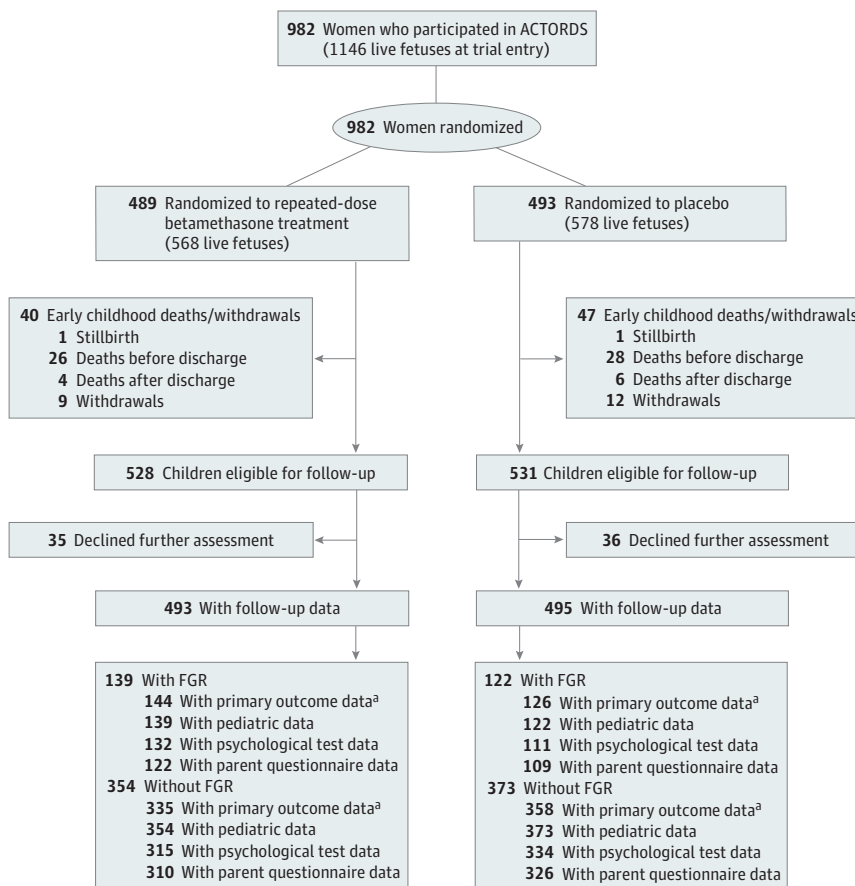 982 Women who participated in ACTORDS
(1146 live fetuses at trial entry)
982 Women randomized
489 Randomized to repeated-dose
betamethasone treatment
(568 live fetuses)
493 Randomized to placebo
(578 live fetuses)
40 Early childhood deaths/withdrawals
1 Stillbirth
26 Deaths before discharge
4 Deaths after discharge
9 Withdrawals
47 Early childhood deaths/withdrawals
1 Stillbirth
28 Deaths before discharge
6 Deaths after discharge
12 Withdrawals
528 Children eligible for follow-up
531 Children eligible for follow-up
35 Declined further assessment
36 Declined further assessment
493 With follow-up data
495 With follow-up data
139 With FGR
144 With primary outcome dataᵃ
139 With pediatric data
132 With psychological test data
122 With parent questionnaire data
354 Without FGR
335 With primary outcome dataᵃ
354 With pediatric data
315 With psychological test data
310 With parent questionnaire data
122 With FGR
126 With primary outcome dataᵃ
122 With pediatric data
111 With psychological test data
109 With parent questionnaire data
373 Without FGR
358 With primary outcome dataᵃ
373 With pediatric data
334 With psychological test data
326 With parent questionnaire data